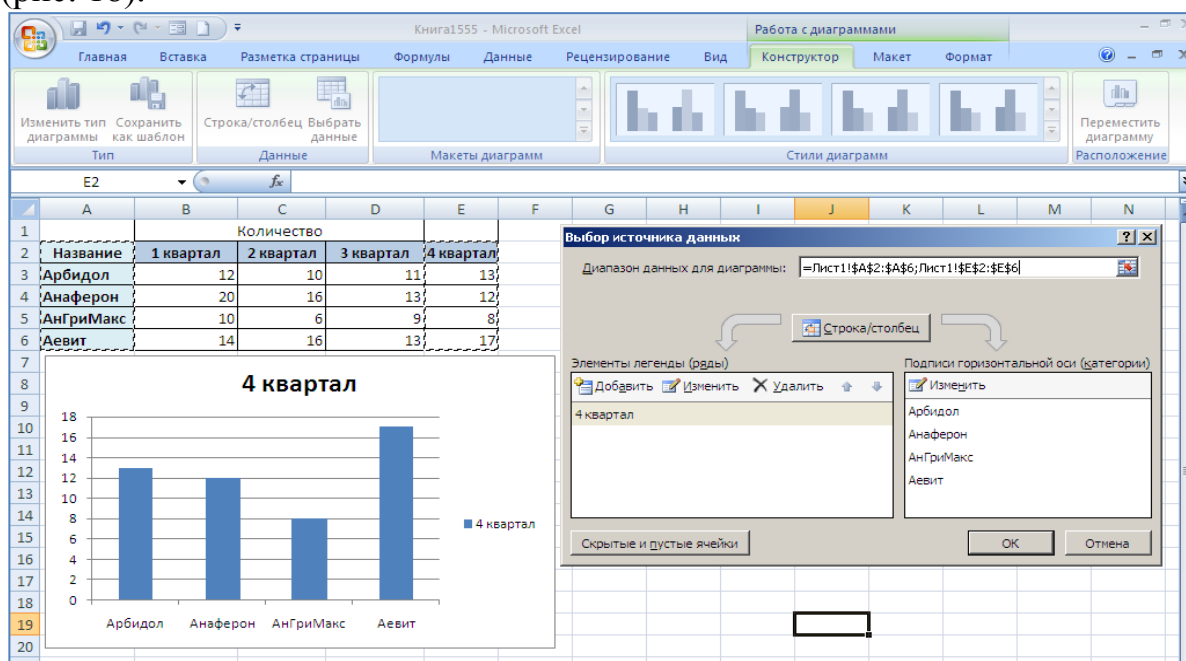 (рис. 18).
Книга1555 - Microsoft Excel
Работа с диаграммами
Главная Вставка Разметка страницы Формулы Данные Рецензирование Вид Конструктор Макет Формат
Изменить тип диаграммы
Сохранить как шаблон
Строка/столбец
Выбрать данные
Переместить диаграмму
Тип Данные Макеты диаграмм Стили диаграмм Расположение
E2 fx
A B C D E F G H I J K L M N
1 Количество
2 Название 1 квартал 2 квартал 3 квартал 4 квартал
3 Арбидол 12 10 11 13
4 Анаферон 20 16 13 12
5 АнГриМакс 10 6 9 8
6 Аевит 14 16 13 17
7
8
9
10
11
12
13
14
15
16
17
18
19
20
4 квартал
18
16
14
12
10
8
6
4
2
0
Арбидол Анаферон АнГриМакс Аевит
4 квартал
Выбор источника данных
Диапазон данных для диаграммы: =Лист1!$A$2:$A$6;Лист1!$E$2:$E$6
Строка/столбец
Элементы легенды (ряды)
Добавить Изменить Удалить
4 квартал
Подписи горизонтальной оси (категории)
Изменить
Арбидол
Анаферон
АнГриМакс
Аевит
Скрытые и пустые ячейки
OK Отмена